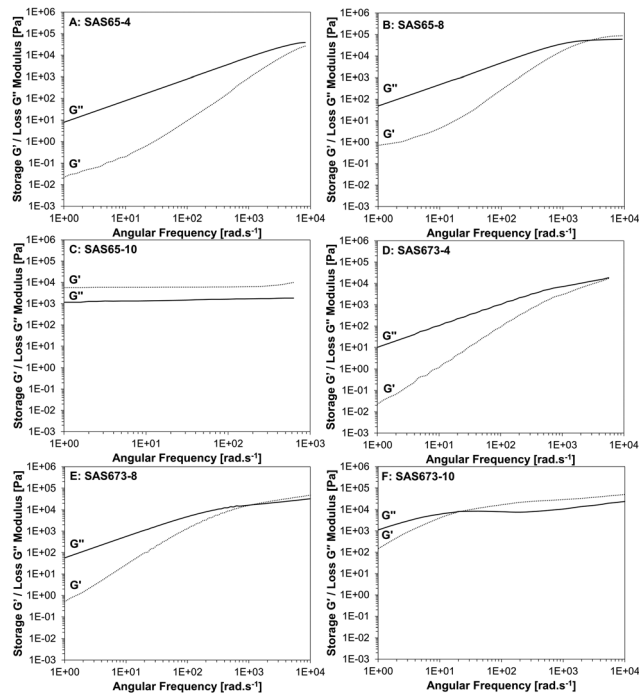 A: SAS65-4
Storage G' / Loss G'' Modulus [Pa]
1E+06
1E+05
1E+04
1E+03
1E+02
1E+01
1E+00
1E-01
1E-02
1E-03
G''
G'
1E+00 1E+01 1E+02 1E+03 1E+04
Angular Frequency [rad.s-1]
B: SAS65-8
Storage G' / Loss G'' Modulus [Pa]
1E+06
1E+05
1E+04
1E+03
1E+02
1E+01
1E+00
1E-01
1E-02
1E-03
G''
G'
1E+00 1E+01 1E+02 1E+03 1E+04
Angular Frequency [rad.s-1]
C: SAS65-10
Storage G' / Loss G'' Modulus [Pa]
1E+06
1E+05
1E+04
1E+03
1E+02
1E+01
1E+00
1E-01
1E-02
1E-03
G'
G''
1E+00 1E+01 1E+02 1E+03
Angular Frequency [rad.s-1]
D: SAS673-4
Storage G' / Loss G'' Modulus [Pa]
1E+06
1E+05
1E+04
1E+03
1E+02
1E+01
1E+00
1E-01
1E-02
1E-03
G''
G'
1E+00 1E+01 1E+02 1E+03 1E+04
Angular Frequency [rad.s-1]
E: SAS673-8
Storage G' / Loss G'' Modulus [Pa]
1E+06
1E+05
1E+04
1E+03
1E+02
1E+01
1E+00
1E-01
1E-02
1E-03
G''
G'
1E+00 1E+01 1E+02 1E+03 1E+04
Angular Frequency [rad.s-1]
F: SAS673-10
Storage G' / Loss G'' Modulus [Pa]
1E+06
1E+05
1E+04
1E+03
1E+02
1E+01
1E+00
1E-01
1E-02
1E-03
G''
G'
1E+00 1E+01 1E+02 1E+03 1E+04
Angular Frequency [rad.s-1]